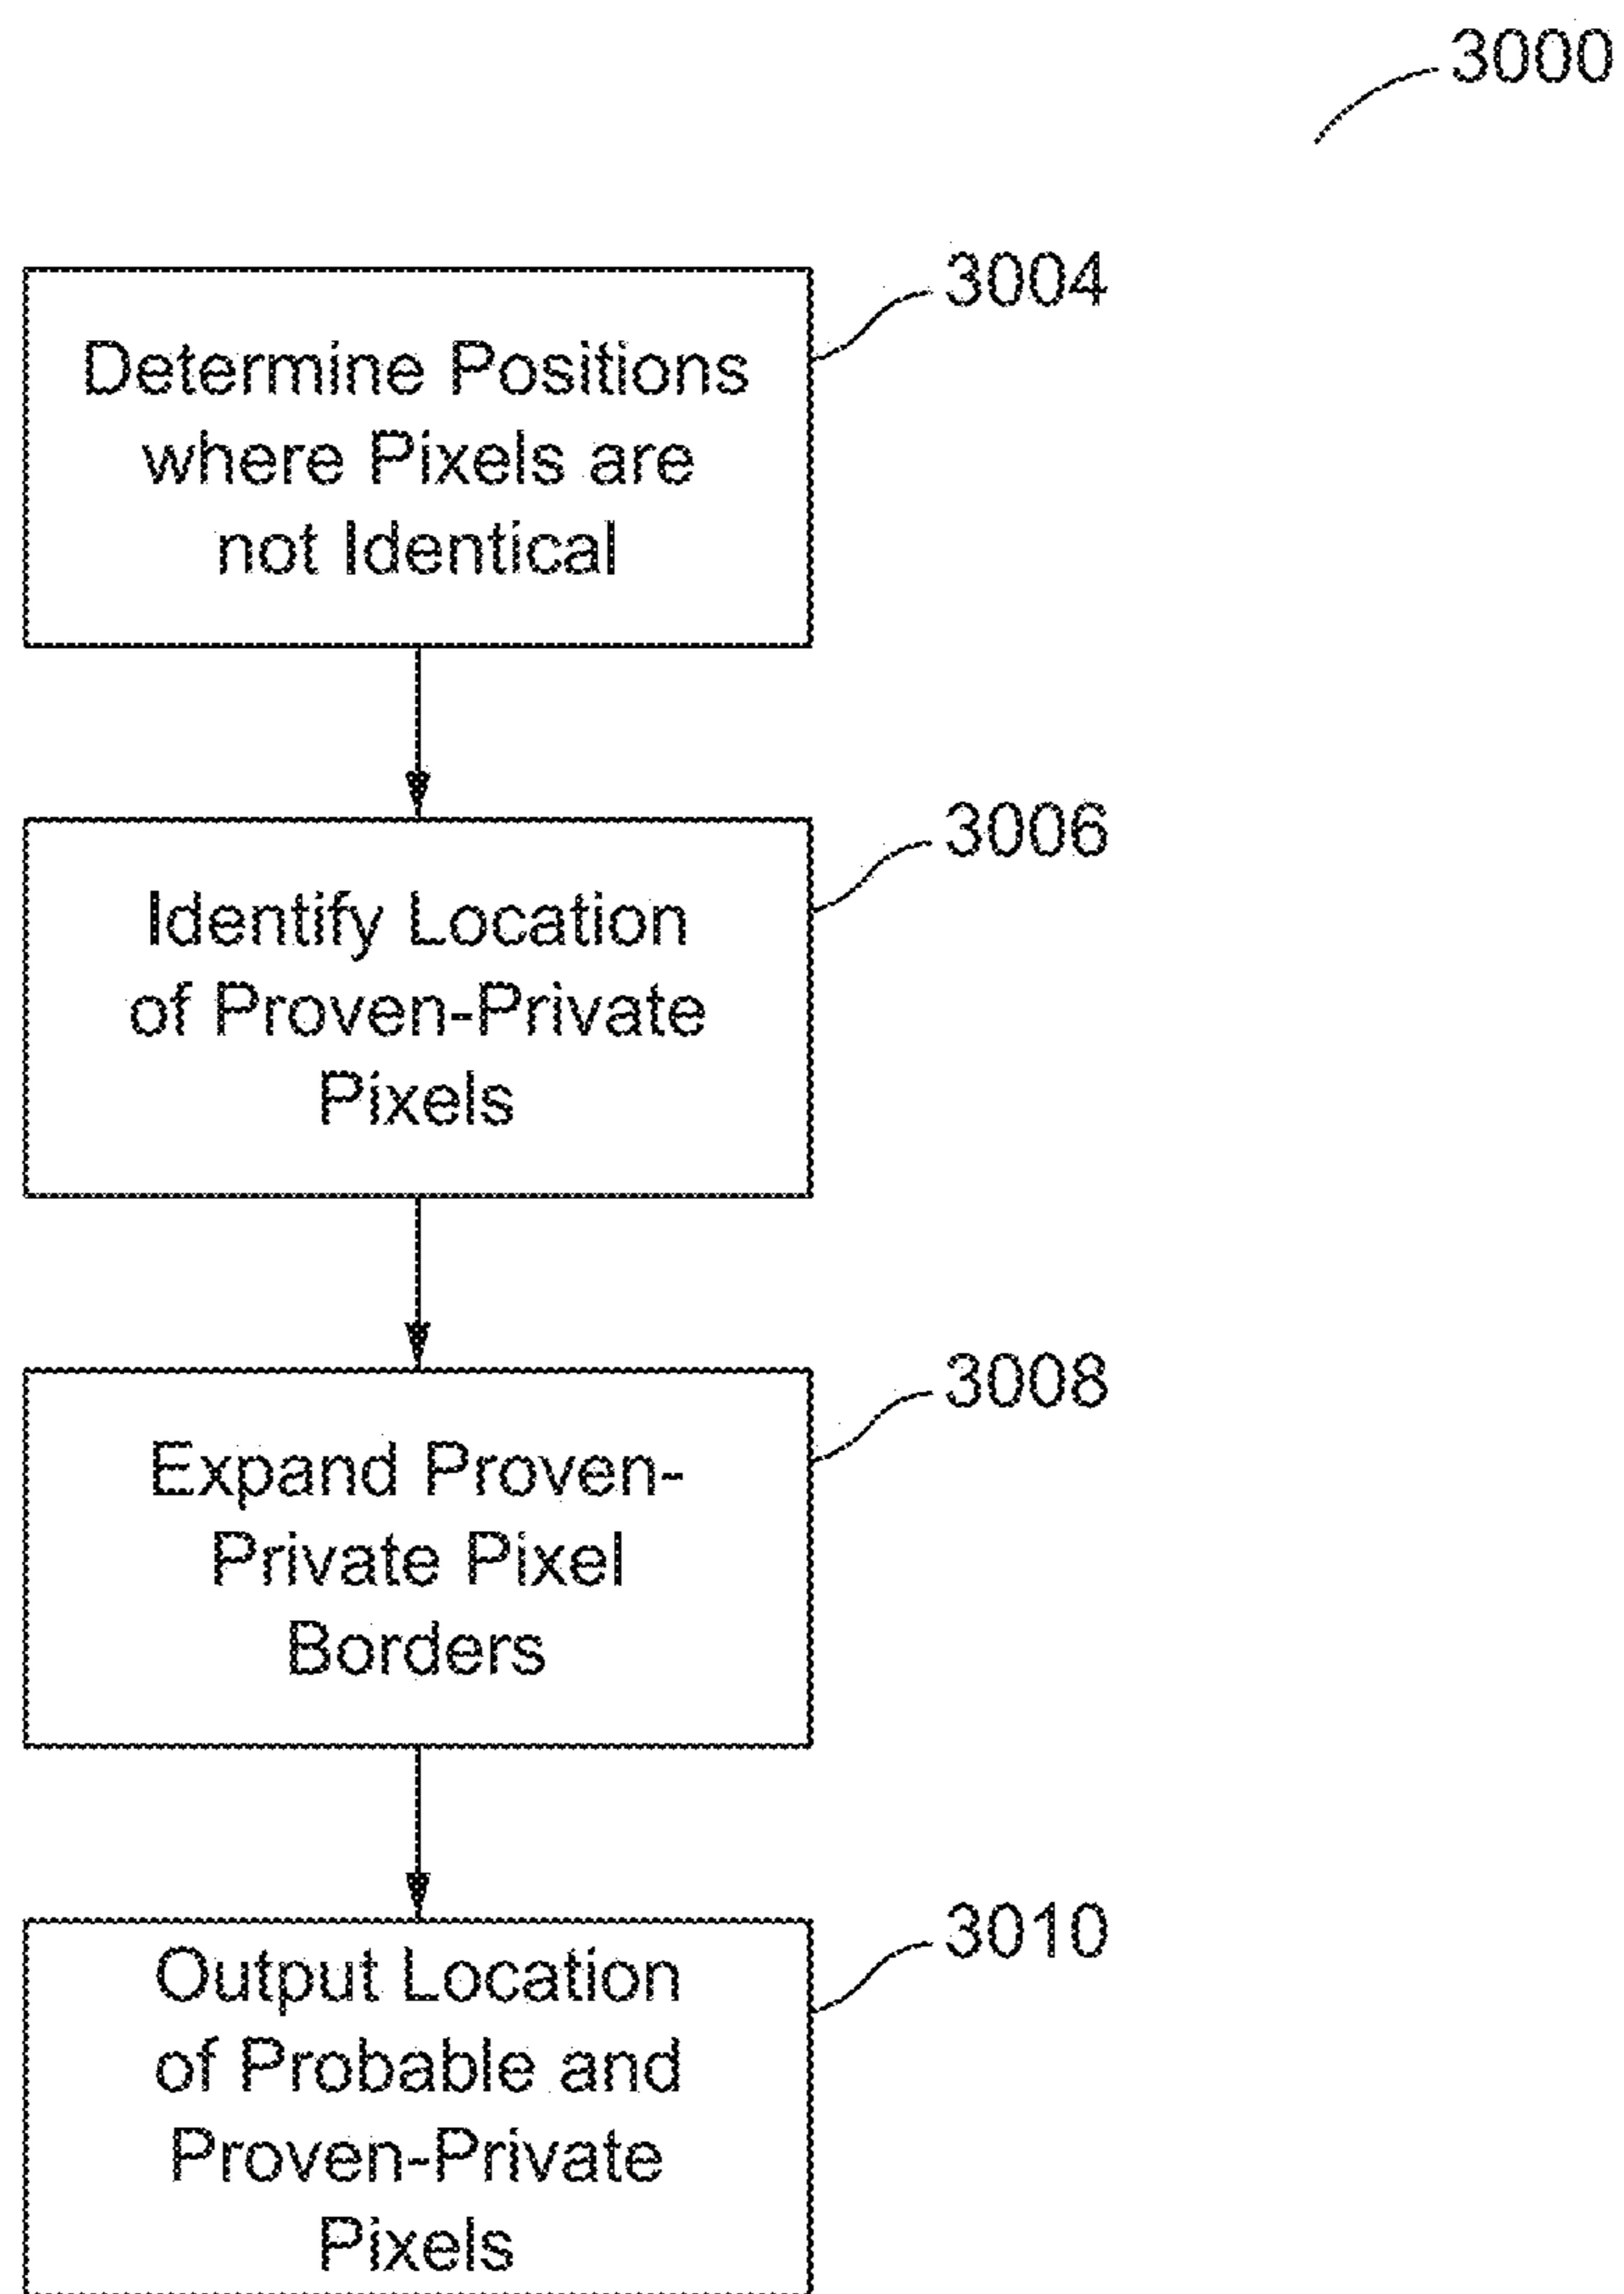 3000
3004
Determine Positions
where Pixels are
not Identical
3006
Identify Location
of Proven-Private
Pixels
3008
Expand Proven-
Private Pixel
Borders
3010
Output Location
of Probable and
Proven-Private
Pixels